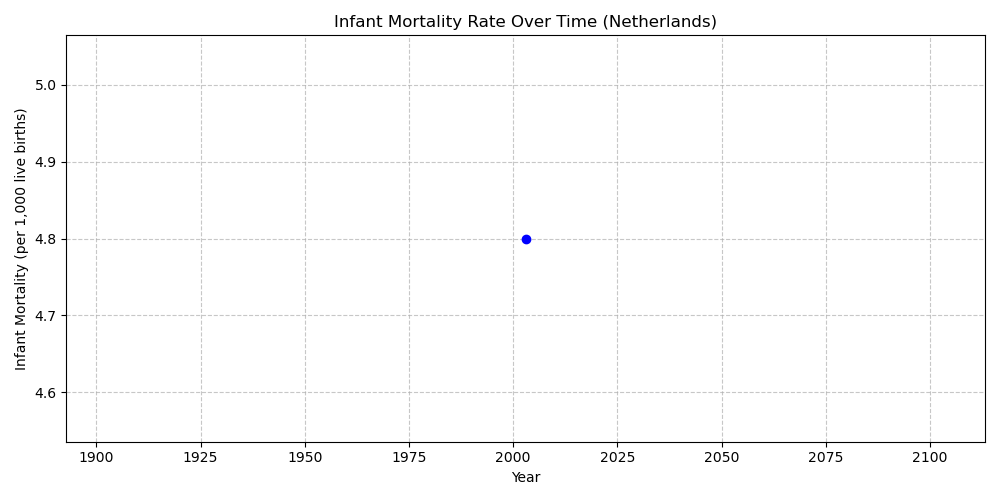 Infant Mortality Rate Over Time (Netherlands)
Infant Mortality (per 1,000 live births)
5.0
4.9
4.8
4.7
4.6
1900 1925 1950 1975 2000 2025 2050 2075 2100
Year